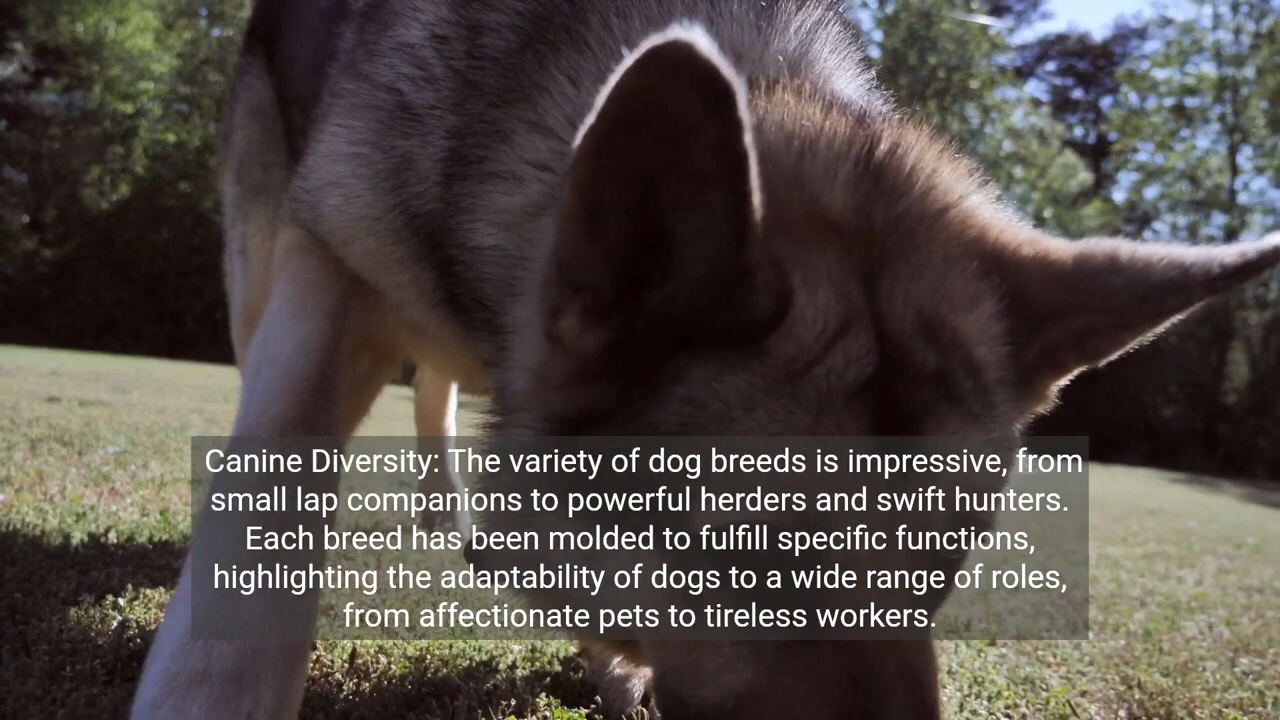 Canine Diversity: The variety of dog breeds is impressive, from
small lap companions to powerful herders and swift hunters.
Each breed has been molded to fulfill specific functions,
highlighting the adaptability of dogs to a wide range of roles,
from affectionate pets to tireless workers.